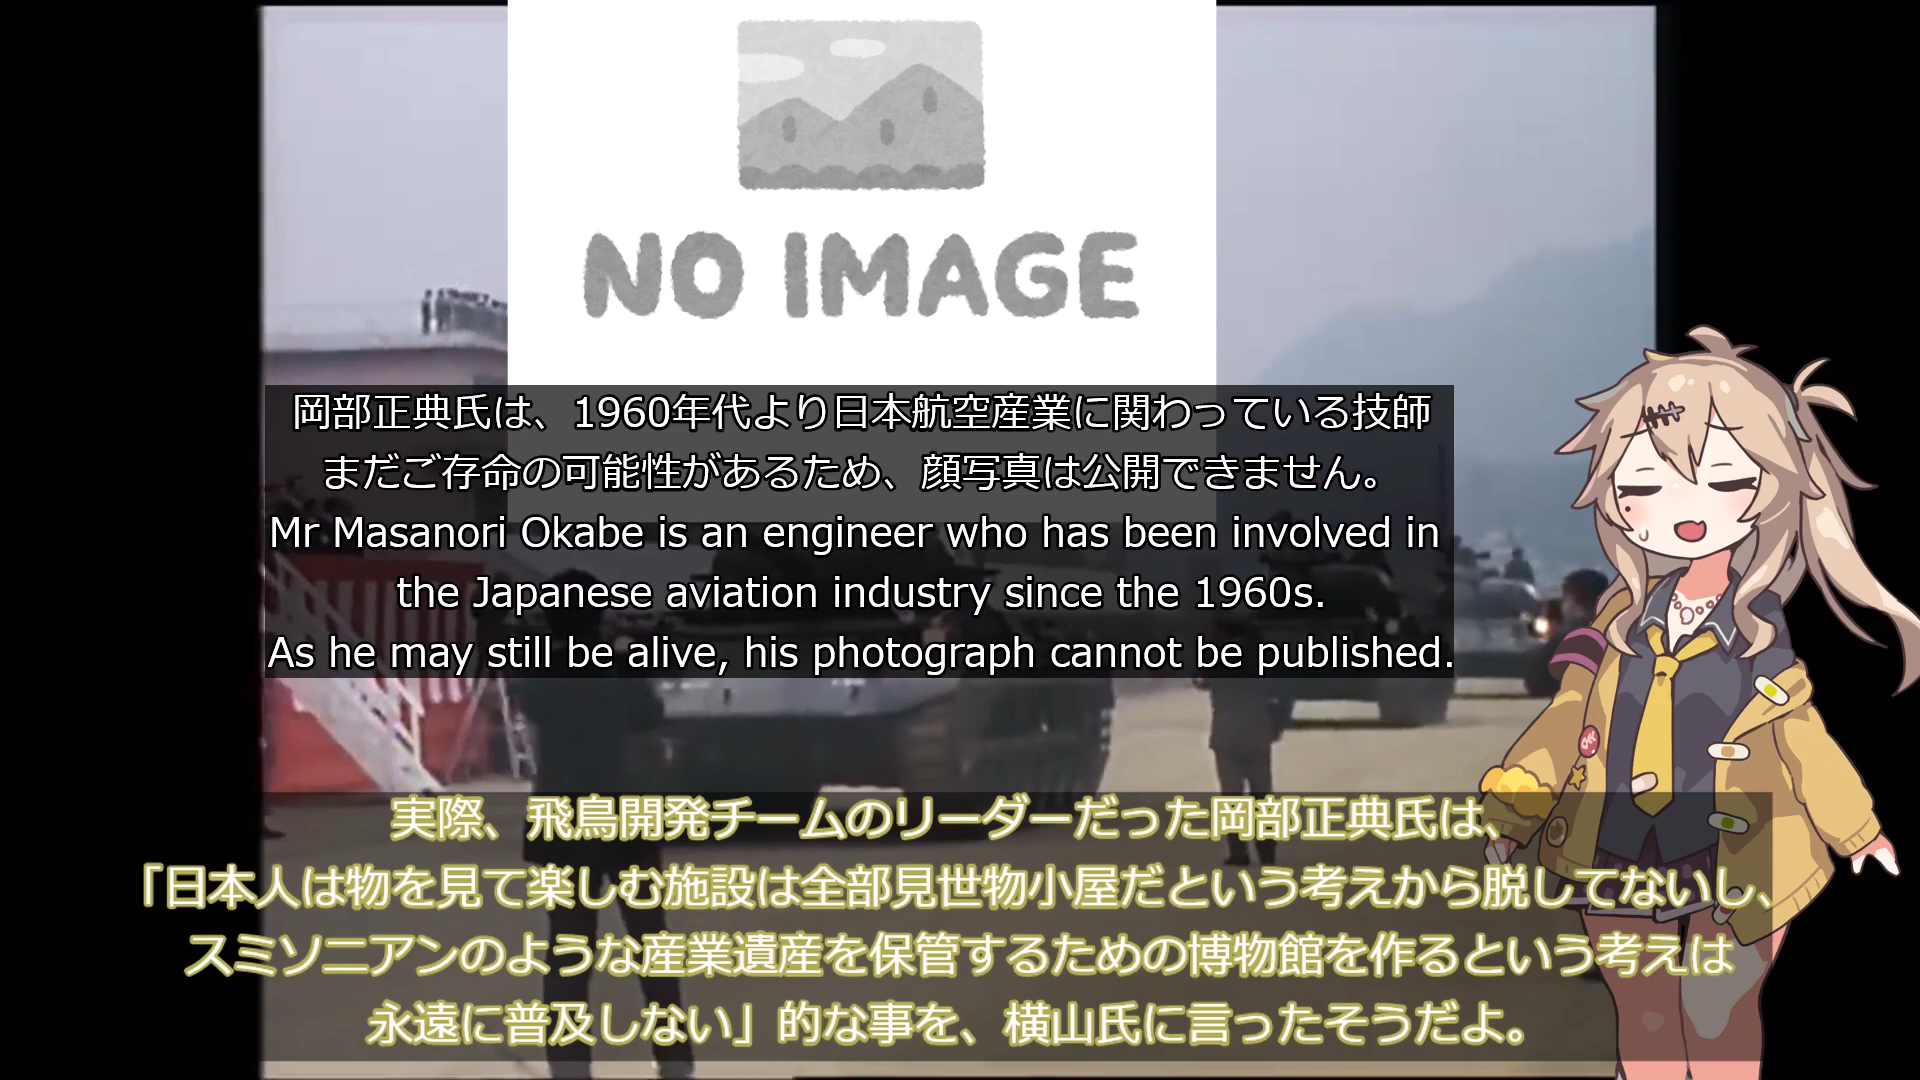 NO IMAGE
岡部正典氏は、1960年代より日本航空産業に関わっている技師
まだご存命の可能性があるため、顔写真は公開できません。
Mr Masanori Okabe is an engineer who has been involved in
the Japanese aviation industry since the 1960s.
As he may still be alive, his photograph cannot be published.
実際、飛鳥開発チームのリーダーだった岡部正典氏は、
「日本人は物を見て楽しむ施設は全部見世物小屋だという考えから脱してないし、
スミソニアンのような産業遺産を保管するための博物館を作るという考えは
永遠に普及しない」的な事を、横山氏に言ったそうだよ。